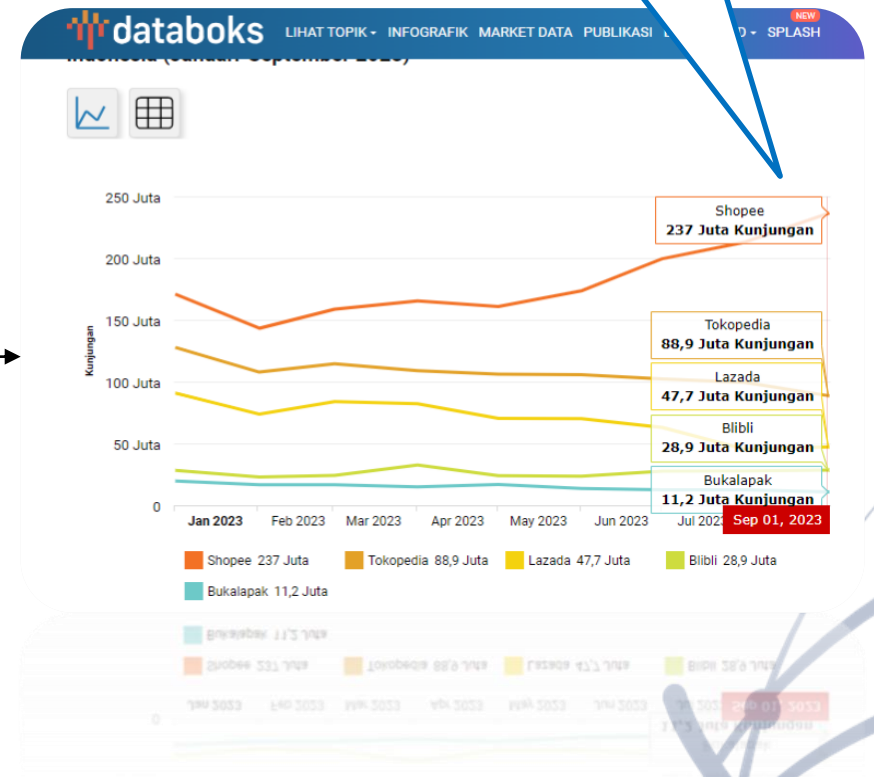 databoks LIHAT TOPIK INFOGRAFIK MARKET DATA PUBLIKASI SPLASH
NEW
250 Juta
200 Juta
150 Juta
100 Juta
50 Juta
0
Kunjungan
Shopee
237 Juta Kunjungan
Tokopedia
88,9 Juta Kunjungan
Lazada
47,7 Juta Kunjungan
Blibli
28,9 Juta Kunjungan
Bukalapak
11,2 Juta Kunjungan
Jan 2023 Feb 2023 Mar 2023 Apr 2023 May 2023 Jun 2023 Jul 202 Sep 01, 2023
Shopee 237 Juta Tokopedia 88,9 Juta Lazada 47,7 Juta Blibli 28,9 Juta
Bukalapak 11,2 Juta